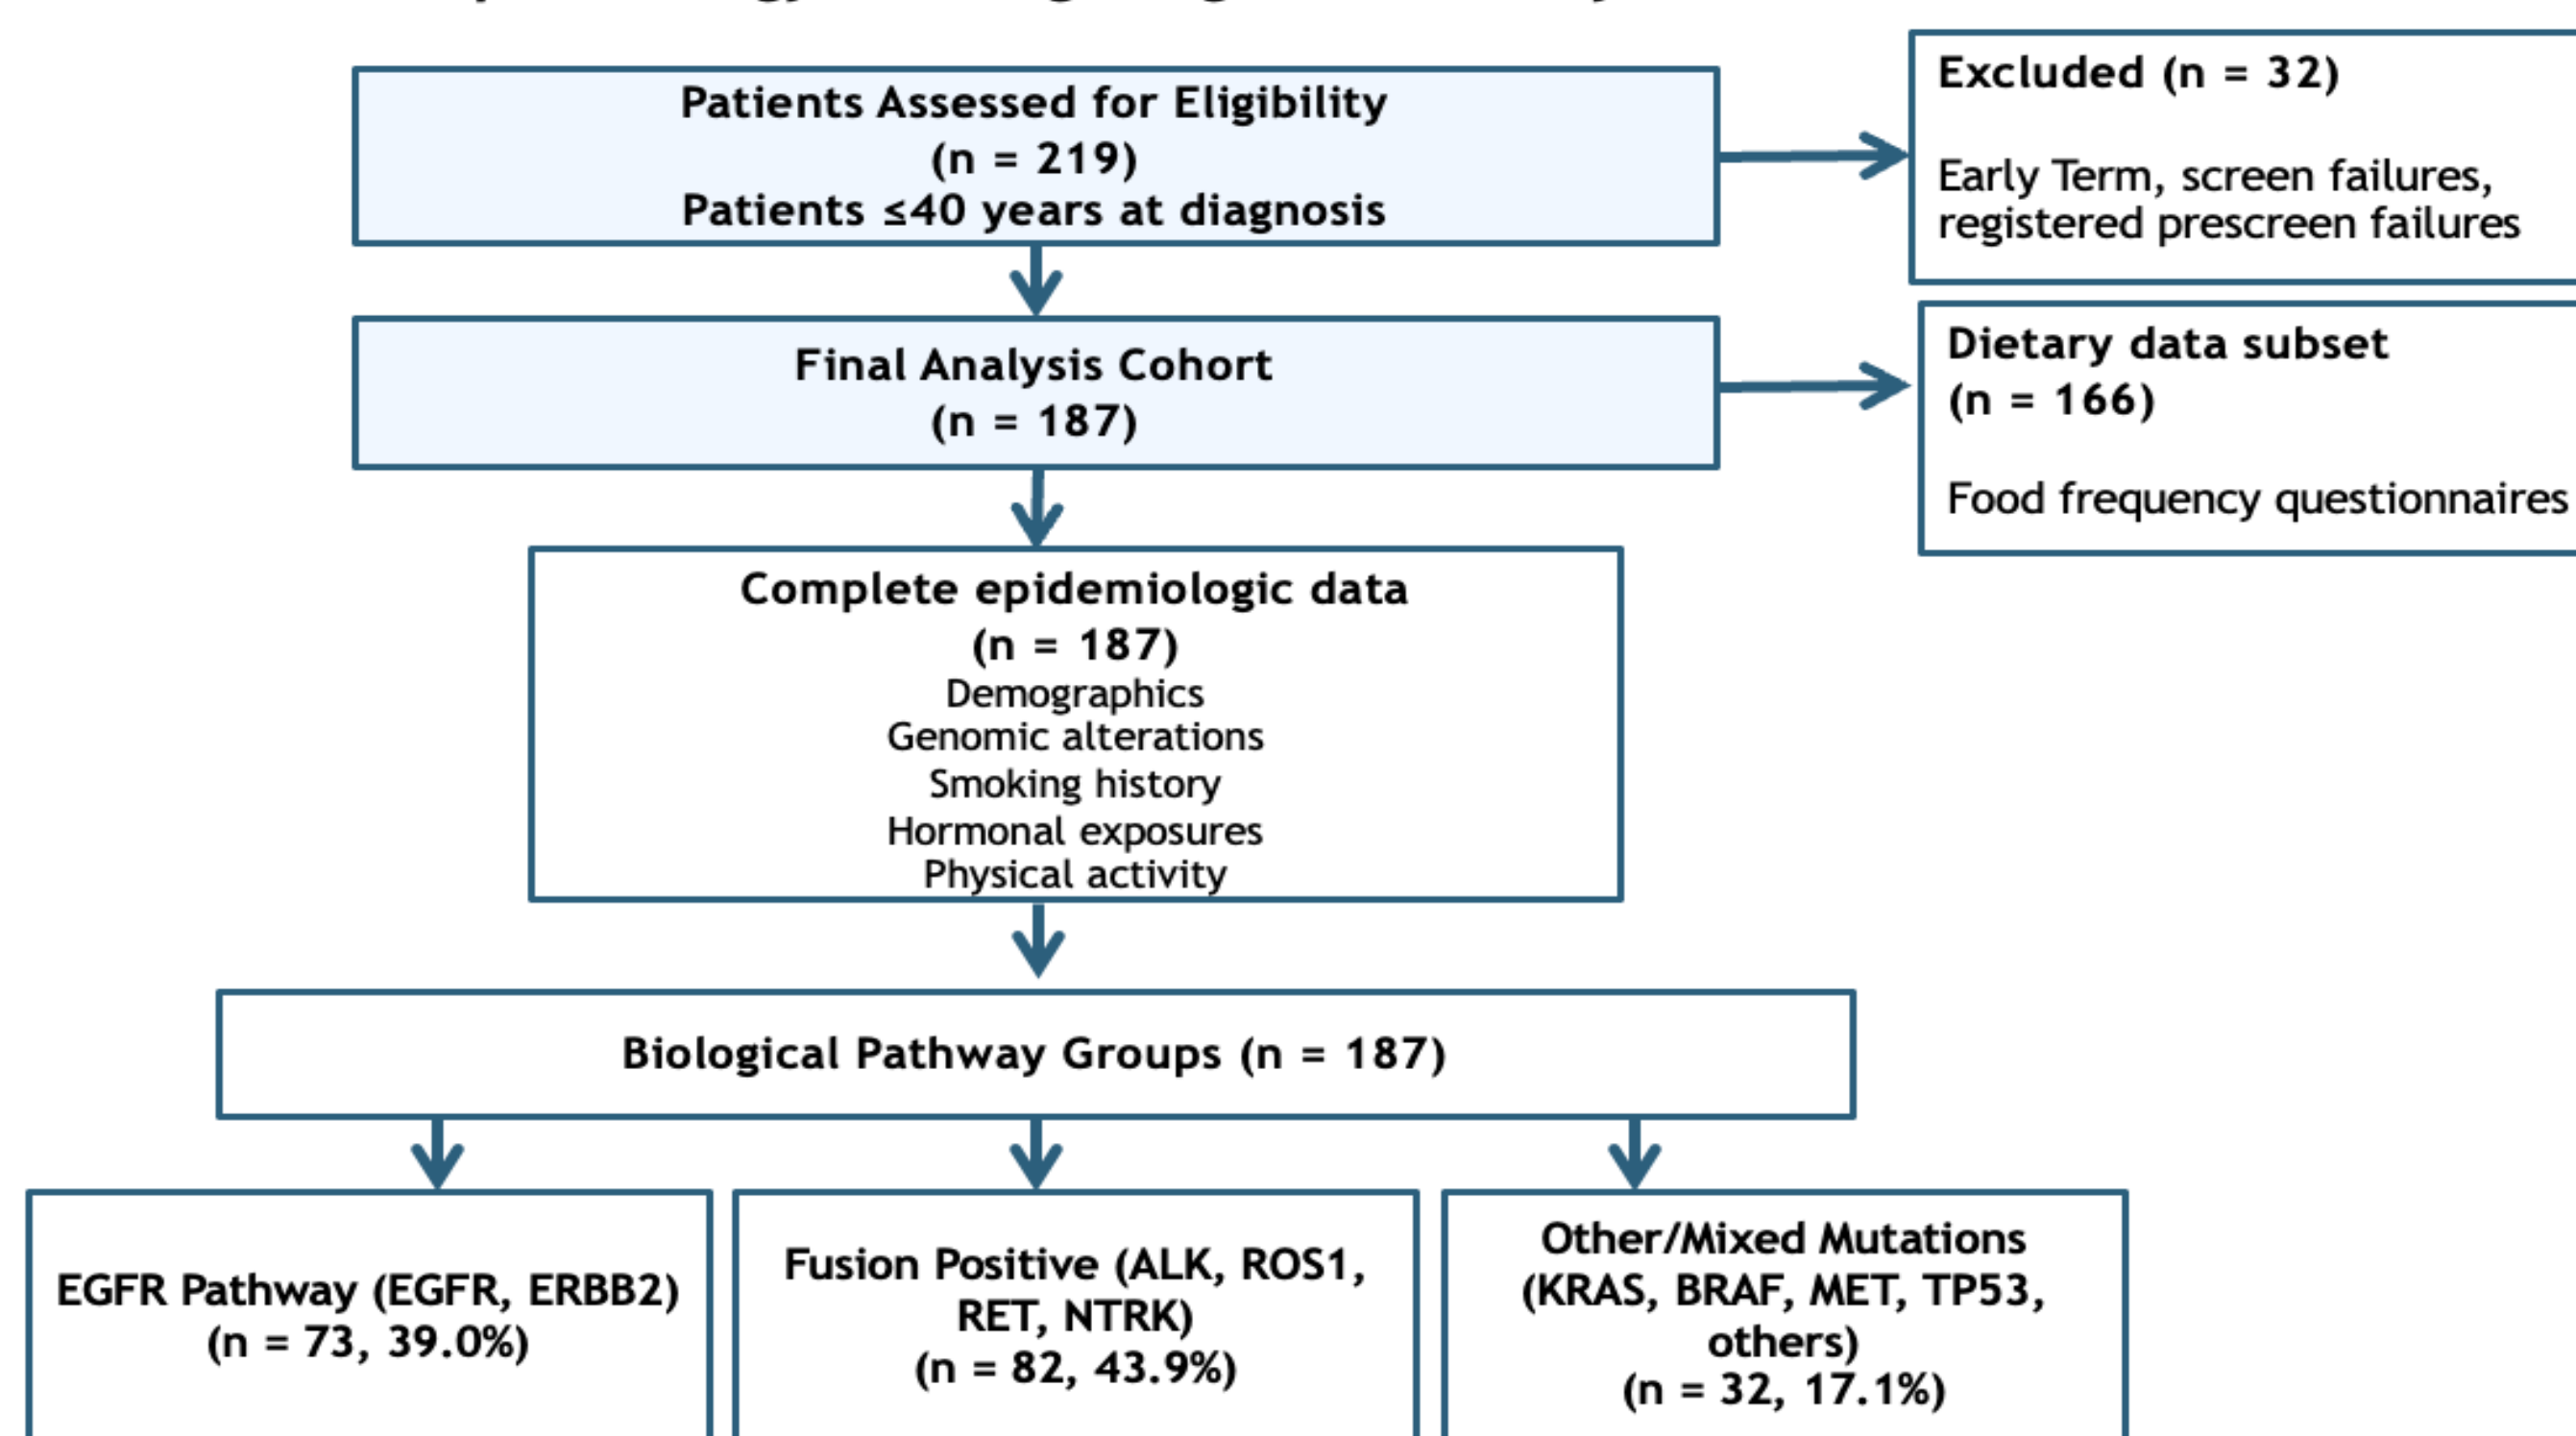 Patients Assessed for Eligibility
(n = 219)
Patients ≤40 years at diagnosis
Excluded (n = 32)
Early Term, screen failures,
registered prescreen failures
Final Analysis Cohort
(n = 187)
Dietary data subset
(n = 166)
Food frequency questionnaires
Complete epidemiologic data
(n = 187)
Demographics
Genomic alterations
Smoking history
Hormonal exposures
Physical activity
Biological Pathway Groups (n = 187)
EGFR Pathway (EGFR, ERBB2)
(n = 73, 39.0%)
Fusion Positive (ALK, ROS1,
RET, NTRK)
(n = 82, 43.9%)
Other/Mixed Mutations
(KRAS, BRAF, MET, TP53,
others)
(n = 32, 17.1%)